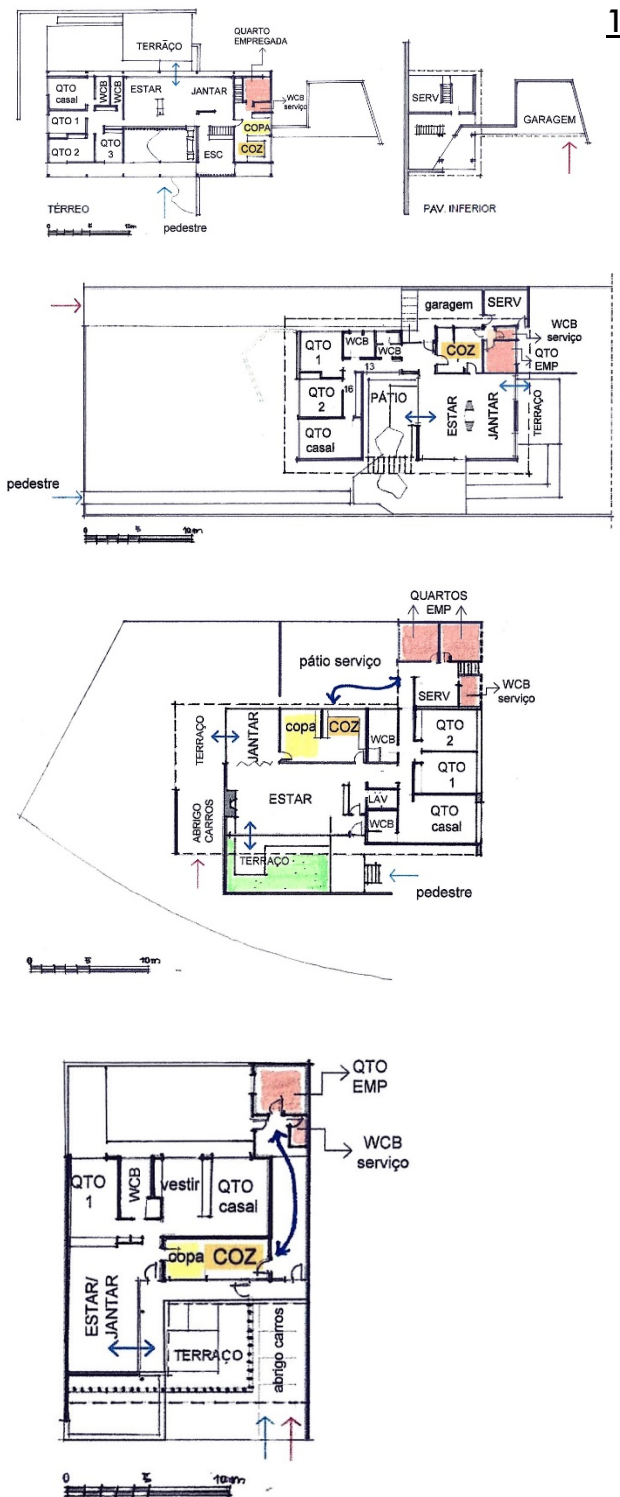 1
QUARTO
EMPREGADA
TERRAÇO
QTO
casal
WCB
WCB
ESTAR
JANTAR
WCB
serviço
QTO 1
COPA
QTO 2
QTO
3
ESC
COZ
TÉRREO
pedestre
0 5 10m
SERV
GARAGEM
PAV. INFERIOR
garagem
SERV
WCB
serviço
QTO
1
WCB
WCB
COZ
QTO
EMP
13
QTO
2
16
PÁTIO
ESTAR
JANTAR
TERRAÇO
QTO
casal
pedestre
0 5 10m
QUARTOS
EMP
pátio serviço
SERV
WCB
serviço
TERRAÇO
JANTAR
copa
COZ
WCB
QTO
2
QTO
1
ESTAR
LAV
QTO
casal
ABRIGO
CARROS
WCB
TERRAÇO
pedestre
0 10m
QTO
EMP
WCB
serviço
QTO
1
WCB
vestir
QTO
casal
copa
COZ
ESTAR/
JANTAR
TERRAÇO
abrigo carros
0 5 10m